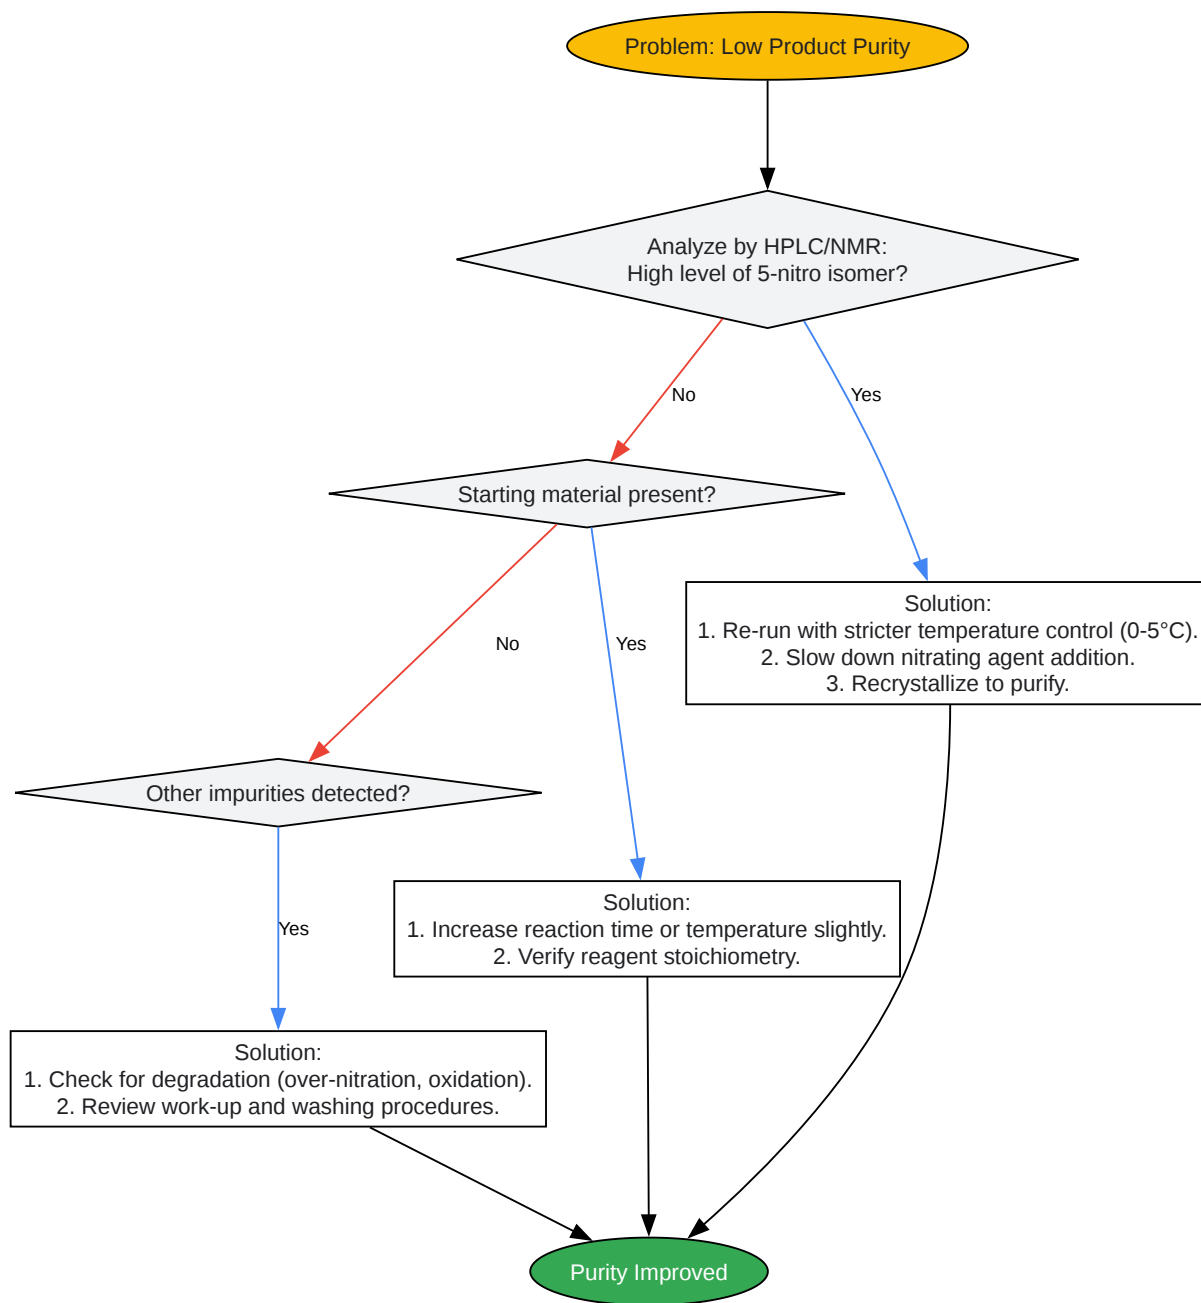 Problem: Low Product Purity
Analyze by HPLC/NMR:
High level of 5-nitro isomer?
No
Yes
Starting material present?
Solution:
1. Re-run with stricter temperature control (0-5°C).
2. Slow down nitrating agent addition.
3. Recrystallize to purify.
No
Yes
Other impurities detected?
Solution:
1. Increase reaction time or temperature slightly.
2. Verify reagent stoichiometry.
Yes
Solution:
1. Check for degradation (over-nitration, oxidation).
2. Review work-up and washing procedures.
Purity Improved